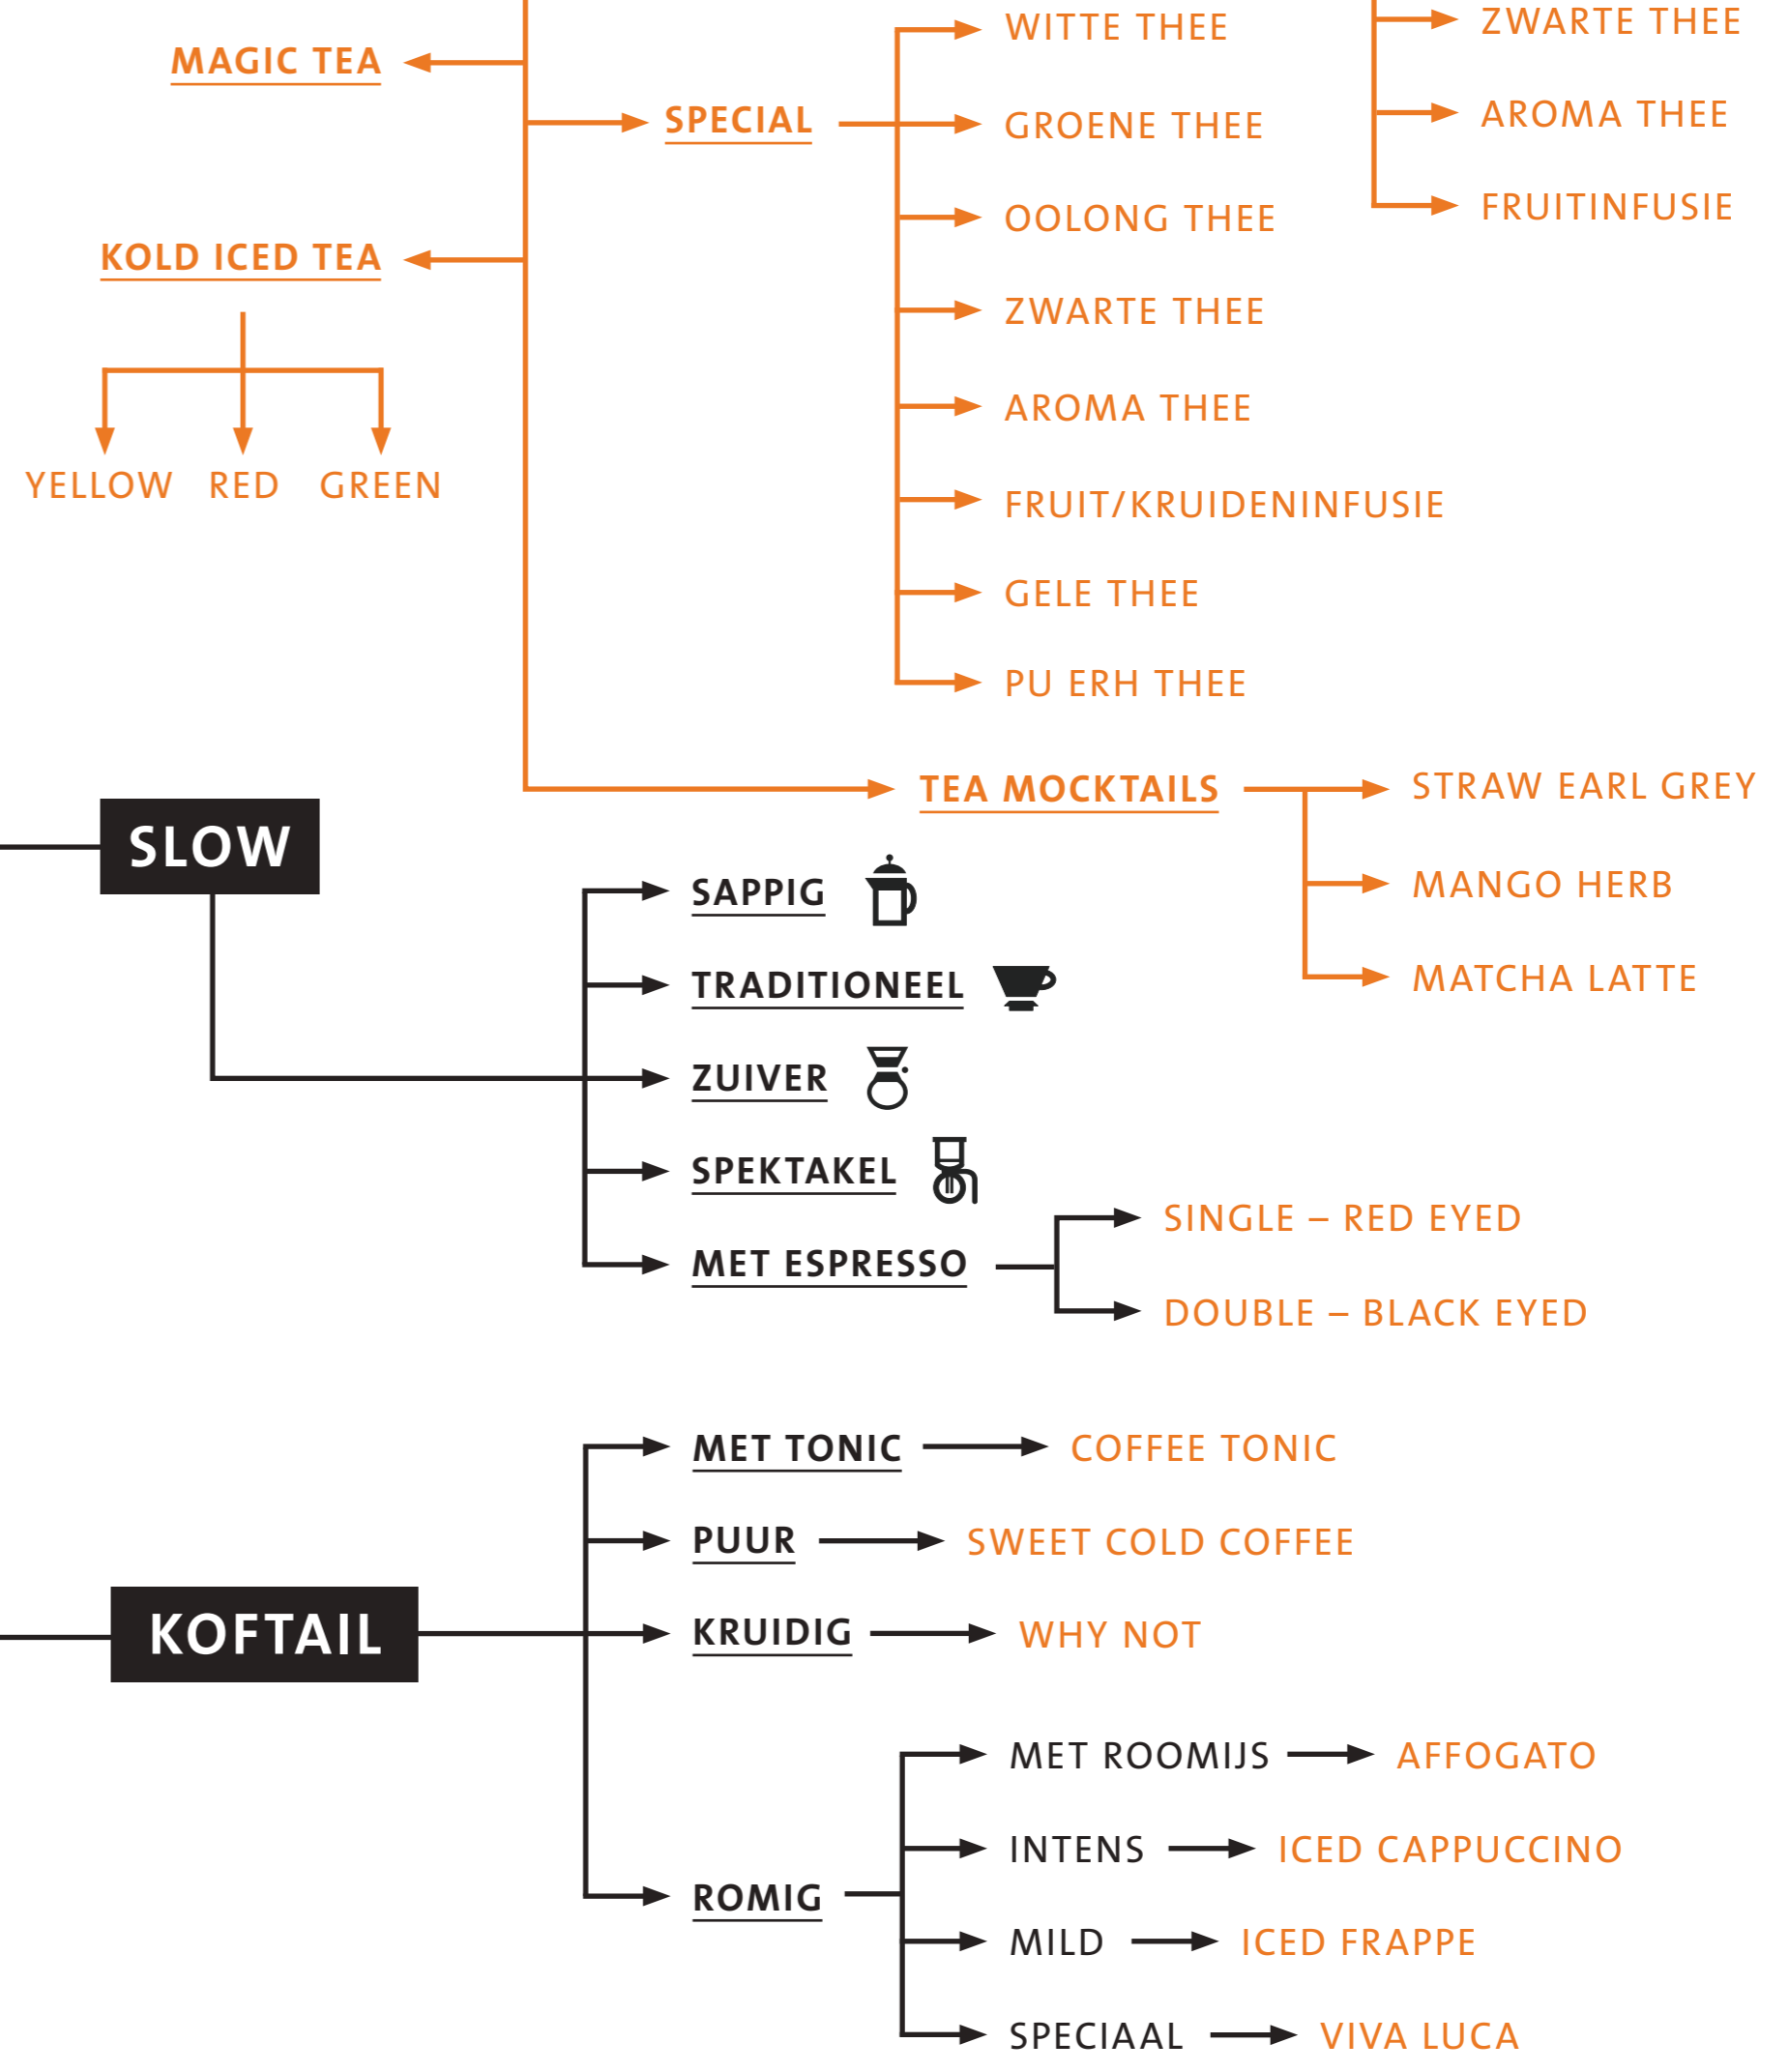 MAGIC TEA
KOLD ICED TEA
YELLOW RED GREEN
SPECIAL
WITTE THEE
GROENE THEE
OOLONG THEE
ZWARTE THEE
AROMA THEE
FRUIT/KRUIDENINFUSIE
GELE THEE
PU ERH THEE
ZWARTE THEE
AROMA THEE
FRUITINFUSIE
TEA MOCKTAILS
STRAW EARL GREY
MANGO HERB
MATCHA LATTE
SLOW
SAPPIG
TRADITIONEEL
ZUIVER
SPEKTAKEL
MET ESPRESSO
SINGLE – RED EYED
DOUBLE – BLACK EYED
KOFTAIL
MET TONIC COFFEE TONIC
PUUR SWEET COLD COFFEE
KRUIDIG WHY NOT
ROMIG
MET ROOMIJS AFFOGATO
INTENS ICED CAPPUCCINO
MILD ICED FRAPPE
SPECIAAL VIVA LUCA